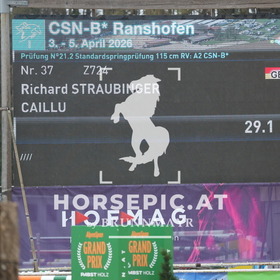 CSN-B* Ranshofen
3. - 5. April 2026
Prüfung N°21.2 Standardspringprüfung 115 cm RV: A2 CSN-B*
Nr. 37 Z724
Richard STRAUBINGER
CAILLU
29.1
////
HORSEPIC.AT
GRAND
PRIX
GRAND
PRIX